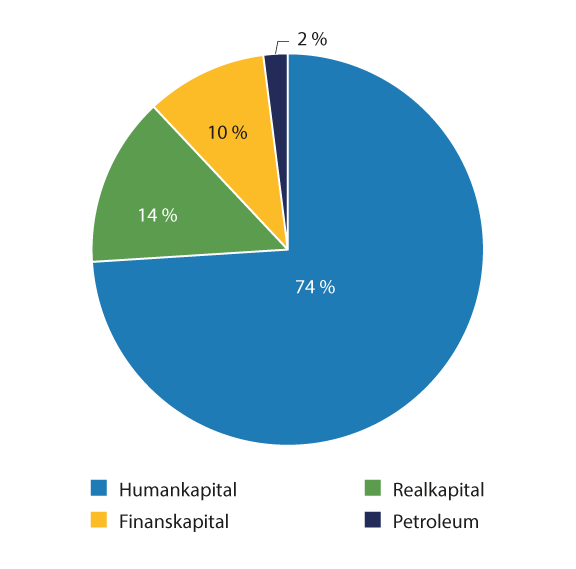 2 %
10 %
14 %
74 %
Humankapital
Realkapital
Finanskapital
Petroleum